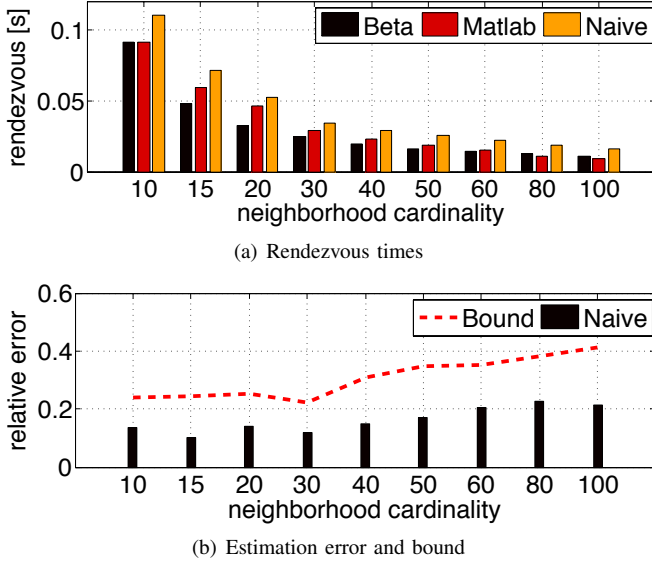 rendezvous [s]
0.1
0.05
0
Beta Matlab Naive
10 15 20 30 40 50 60 80 100
neighborhood cardinality
(a) Rendezvous times
relative error
0.6
0.4
0.2
0
Bound Naive
10 15 20 30 40 50 60 80 100
neighborhood cardinality
(b) Estimation error and bound